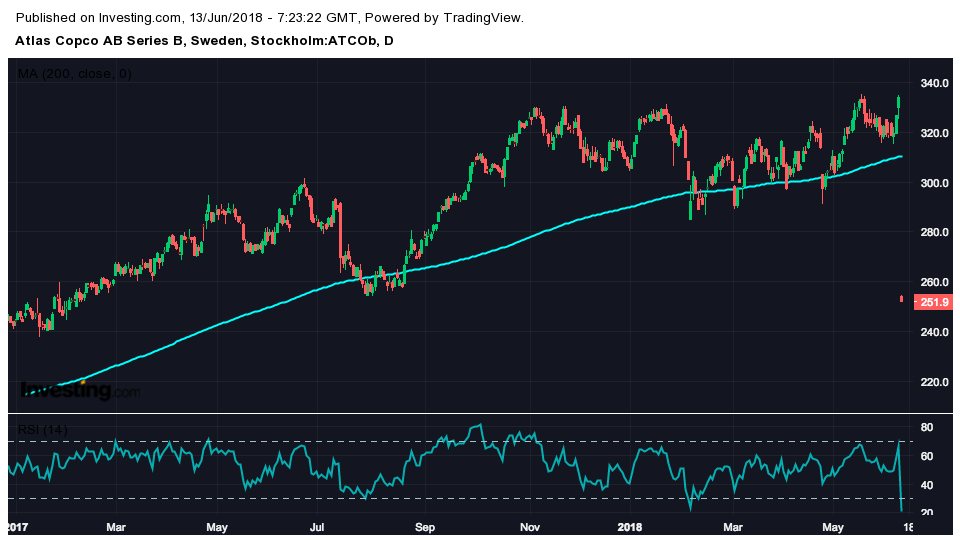 Published on Investing.com, 13/Jun/2018 - 7:23:22 GMT, Powered by TradingView.
Atlas Copco AB Series B, Sweden, Stockholm:ATCOb, D
MA (200, close, 0)
340.0
320.0
300.0
280.0
260.0
251.9
240.0
220.0
Investing.com
RSI (14)
80
60
40
20
2017 Mar May Jul Sep Nov 2018 Mar May 18